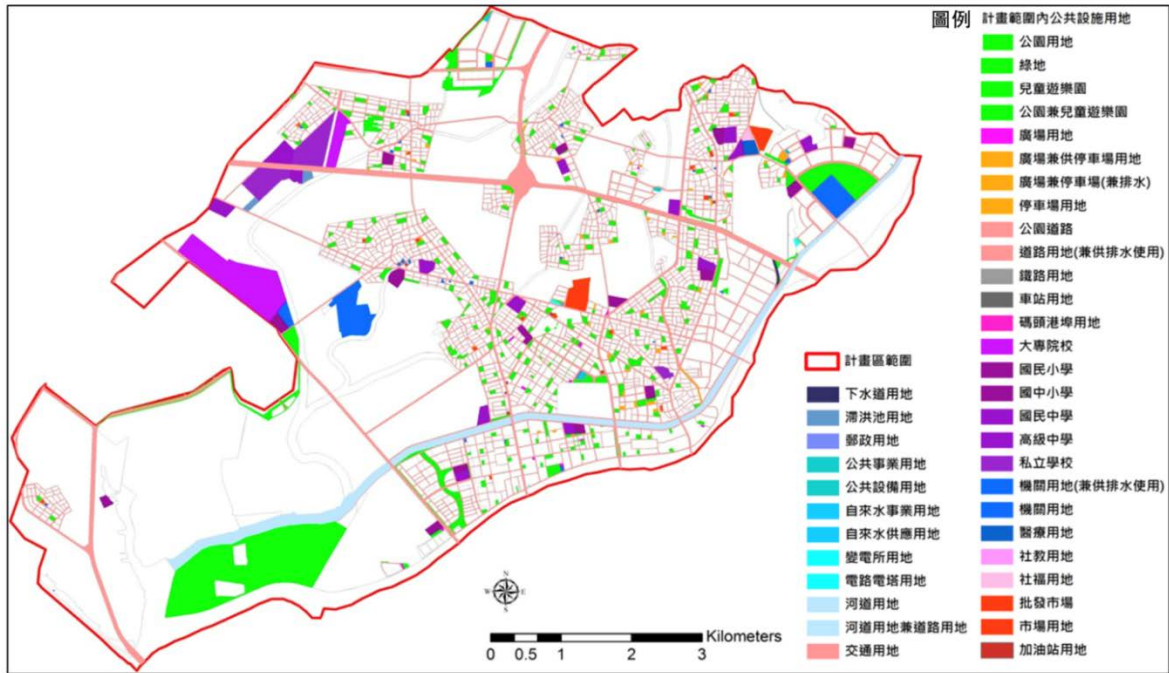 圖例
計畫範圍內公共設施用地
公園用地
綠地
兒童遊樂園
公園兼兒童遊樂園
廣場用地
廣場兼供停車場用地
廣場兼停車場(兼排水)
停車場用地
公園道路
道路用地(兼供排水使用)
鐵路用地
車站用地
碼頭港埠用地
大專院校
國民小學
國中小學
國民中學
高級中學
私立學校
機關用地(兼供排水使用)
機關用地
醫療用地
社教用地
社福用地
批發市場
市場用地
加油站用地
計畫區範圍
下水道用地
滯洪池用地
郵政用地
公共事業用地
公共設備用地
自來水事業用地
自來水供應用地
變電所用地
電路電塔用地
河道用地
河道用地兼道路用地
交通用地
N
W E
S
Kilometers
0 0.5 1 2 3